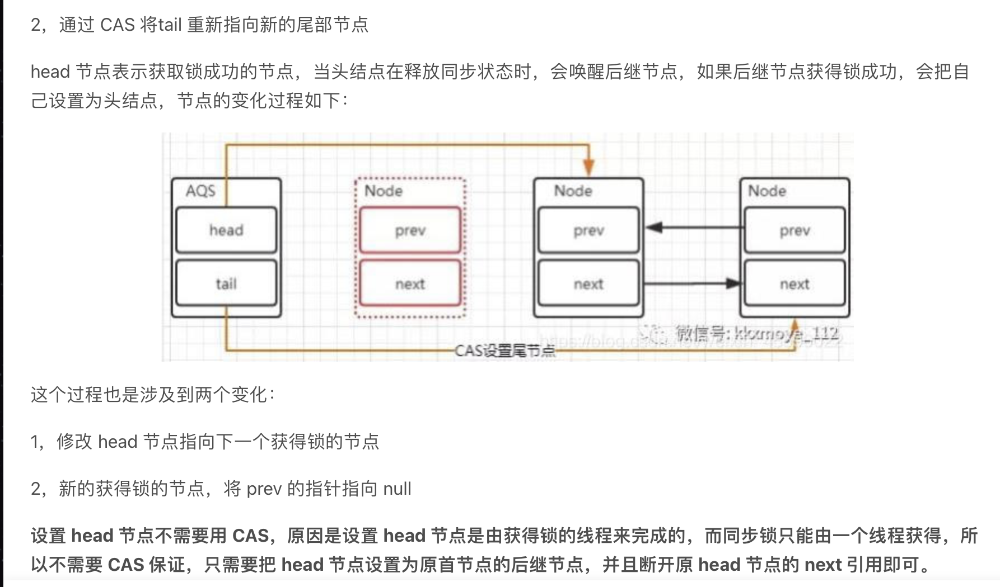 2，通过 CAS 将tail 重新指向新的尾部节点
head 节点表示获取锁成功的节点，当头结点在释放同步状态时，会唤醒后继节点，如果后继节点获得锁成功，会把自
己设置为头结点，节点的变化过程如下：
AQS
Node
Node
Node
head
prev
prev
prev
tail
next
next
next
微信号: kkxmoye_112
CAS设置尾节点
这个过程也是涉及到两个变化：
1，修改 head 节点指向下一个获得锁的节点
2，新的获得锁的节点，将 prev 的指针指向 null
设置 head 节点不需要用 CAS，原因是设置 head 节点是由获得锁的线程来完成的，而同步锁只能由一个线程获得，所
以不需要 CAS 保证，只需要把 head 节点设置为原首节点的后继节点，并且断开原 head 节点的 next 引用即可。